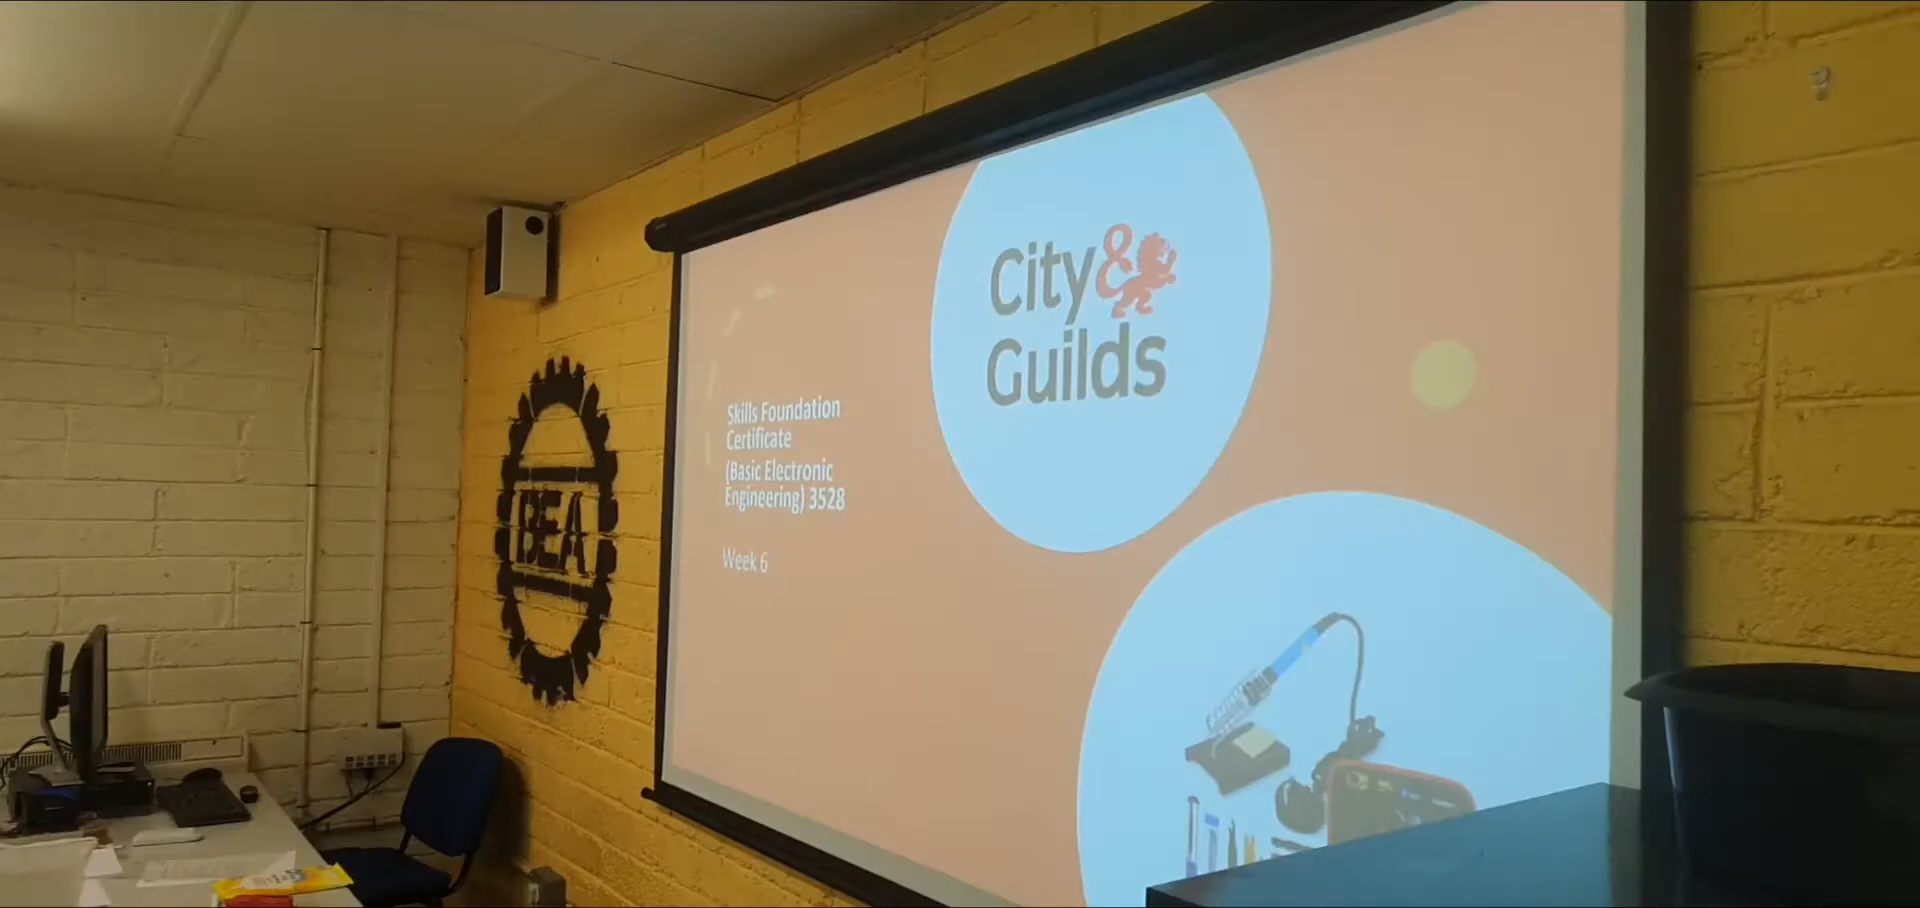 City &
Guilds
Skills Foundation
Certificate
(Basic Electronic
Engineering) 3528
Week 6
BEA